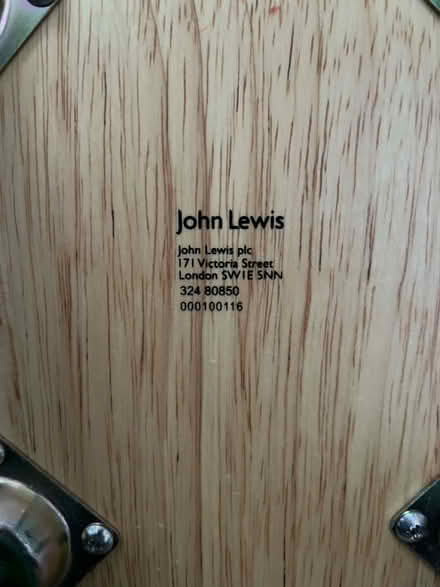 John Lewis
John Lewis plc
171 Victoria Street
London SW1E 5NN
324 80850
000100116